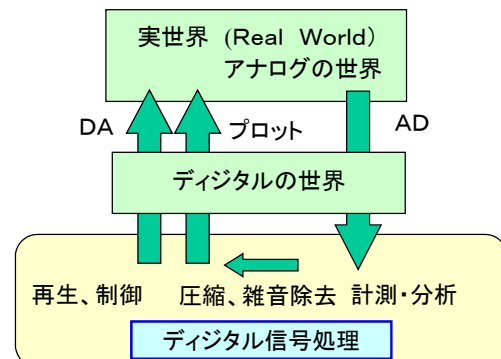 実世界 (Real World)
アナログの世界
DA
プロット
AD
ディジタルの世界
再生、制御
圧縮、雑音除去
計測・分析
ディジタル信号処理